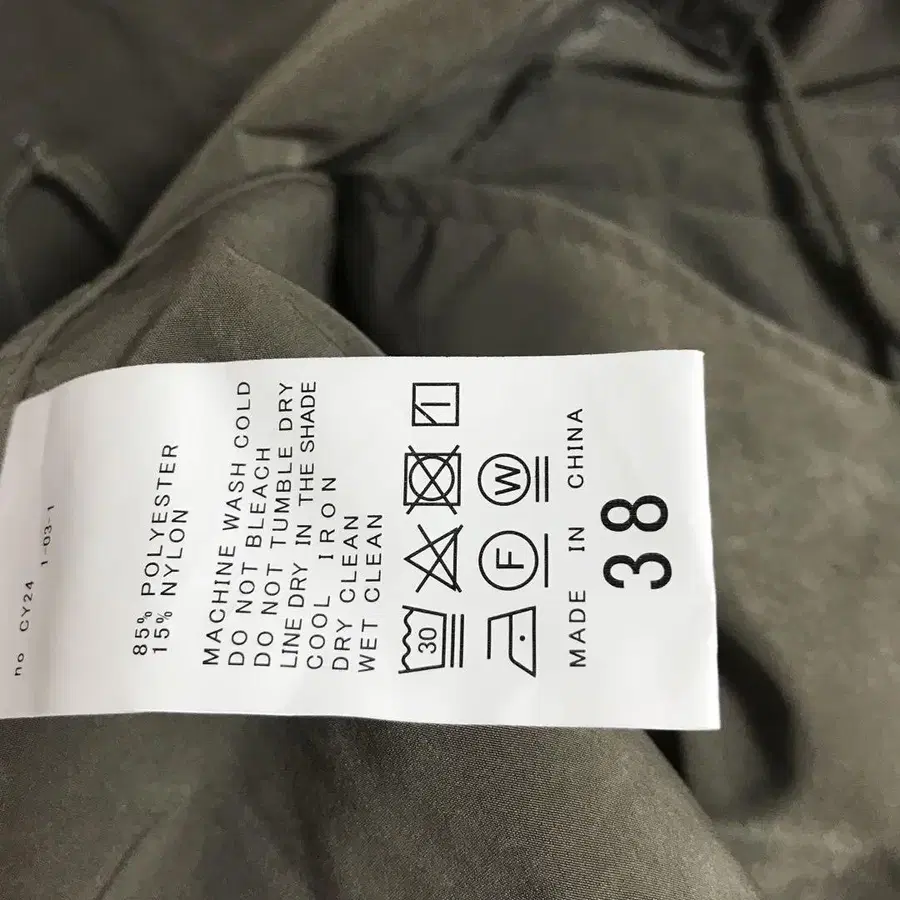 no CY24 1-03-1
85% POLYESTER
15% NYLON
MACHINE WASH COLD
DO NOT BLEACH
DO NOT TUMBLE DRY
LINE DRY IN THE SHADE
COOL IRON
DRY CLEAN
WET CLEAN
30
F W
MADE IN CHINA
38